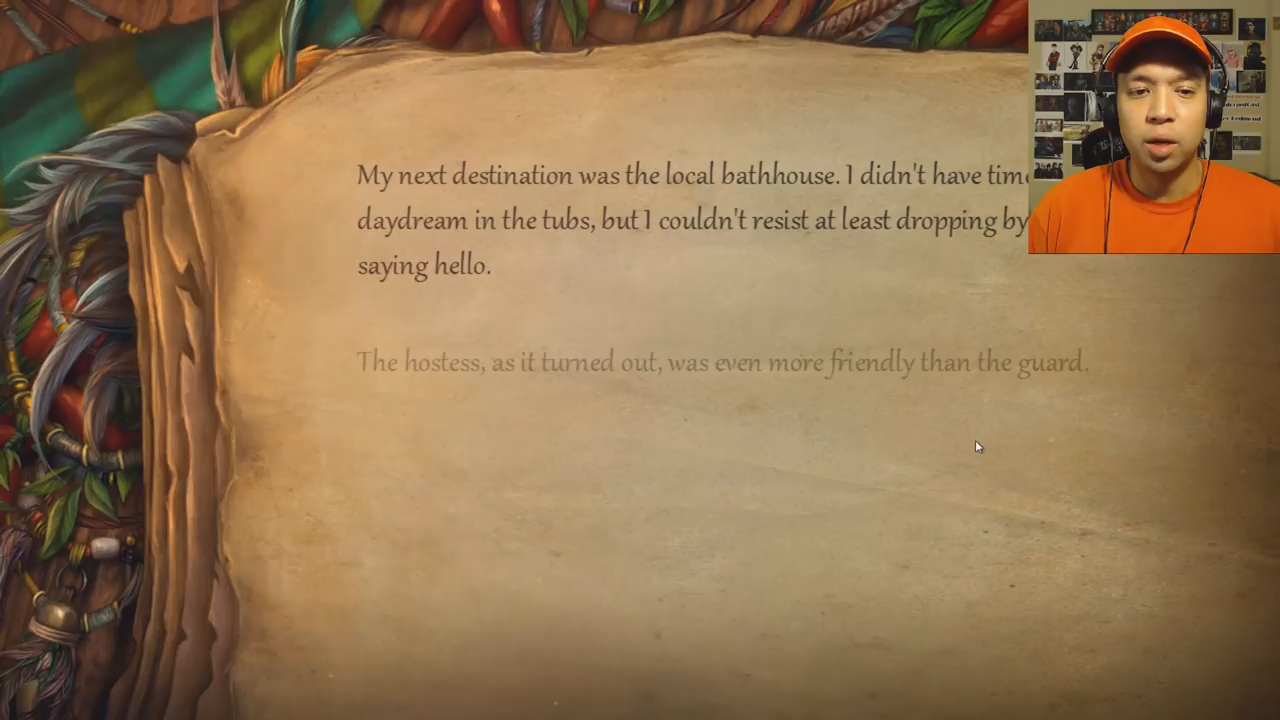 My next destination was the local bathhouse. I didn't have time
daydream in the tubs, but I couldn't resist at least dropping by
saying hello.
The hostess, as it turned out, was even more friendly than the guard.